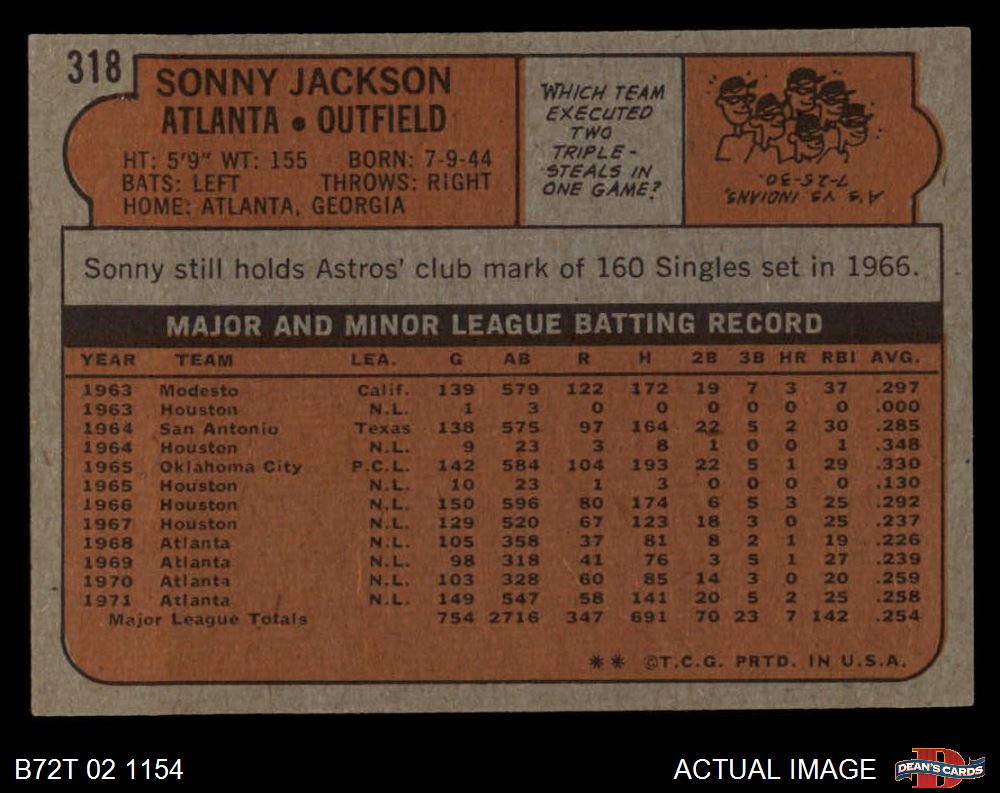 318
SONNY JACKSON
ATLANTA • OUTFIELD
HT: 5'9" WT: 155 BORN: 7-9-44
BATS: LEFT THROWS: RIGHT
HOME: ATLANTA, GEORGIA
WHICH TEAM
EXECUTED
TWO
TRIPLE-
STEALS IN
ONE GAME?
A'S VS. INDIANS,
7-25-30.
Sonny still holds Astros' club mark of 160 Singles set in 1966.
MAJOR AND MINOR LEAGUE BATTING RECORD
YEAR TEAM LEA. G AB R H 2B 3B HR RBI AVG.
1963 Modesto Calif. 139 579 122 172 19 7 3 37 .297
1963 Houston N.L. 1 3 0 0 0 0 0 0 .000
1964 San Antonio Texas 138 575 97 164 22 5 2 30 .285
1964 Houston N.L. 9 23 3 8 1 0 0 1 .348
1965 Oklahoma City P.C.L. 142 584 104 193 22 5 1 29 .330
1965 Houston N.L. 10 23 1 3 0 0 0 0 .130
1966 Houston N.L. 150 596 80 174 6 5 3 25 .292
1967 Houston N.L. 129 520 67 123 18 3 0 25 .237
1968 Atlanta N.L. 105 358 37 81 8 2 1 19 .226
1969 Atlanta N.L. 98 318 41 76 3 5 1 27 .239
1970 Atlanta N.L. 103 328 60 85 14 3 0 20 .259
1971 Atlanta N.L. 149 547 58 141 20 5 2 25 .258
Major League Totals 754 2716 347 691 70 23 7 142 .254
** ©T.C.G. PRTD. IN U.S.A.
B72T 02 1154
ACTUAL IMAGE
D
DEAN'S CARDS